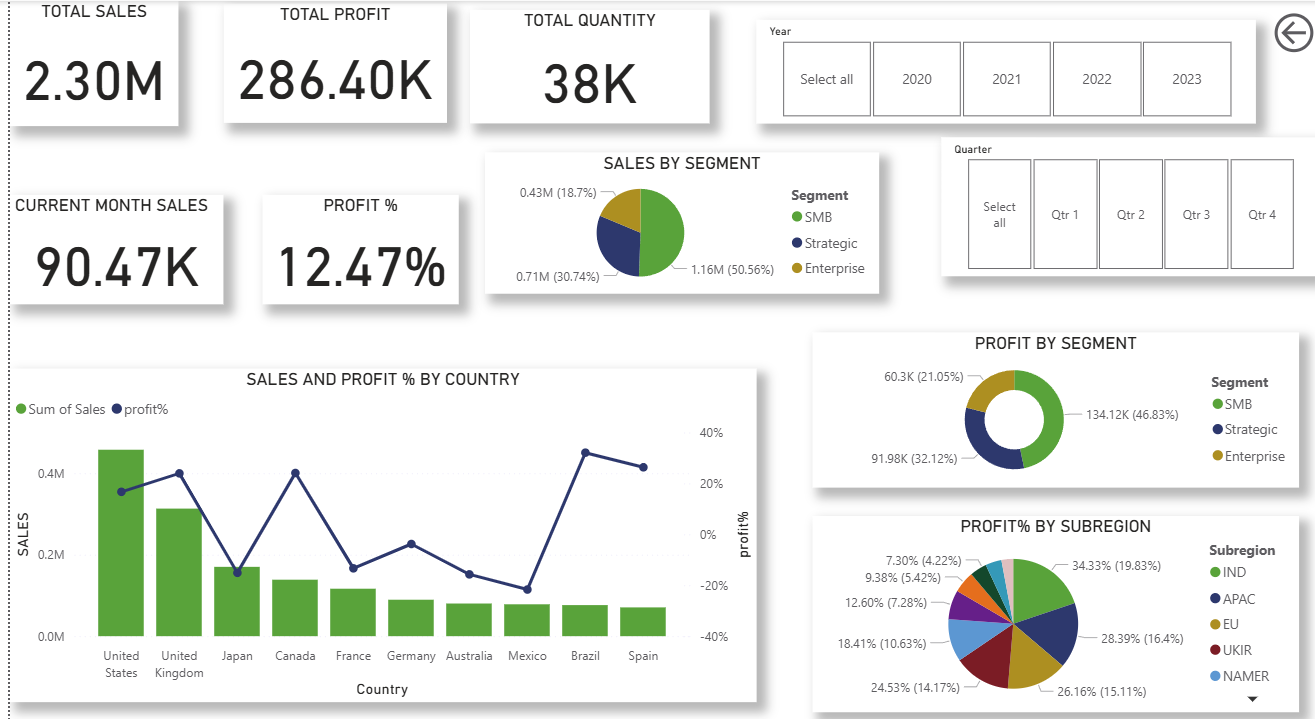 TOTAL SALES
2.30M
TOTAL PROFIT
286.40K
TOTAL QUANTITY
38K
Year
Select all
2020
2021
2022
2023
Quarter
Select
all
Qtr 1
Qtr 2
Qtr 3
Qtr 4
CURRENT MONTH SALES
90.47K
PROFIT %
12.47%
SALES BY SEGMENT
0.43M (18.7%)
0.71M (30.74%)
1.16M (50.56%)
Segment
SMB
Strategic
Enterprise
PROFIT BY SEGMENT
60.3K (21.05%)
134.12K (46.83%)
91.98K (32.12%)
Segment
SMB
Strategic
Enterprise
SALES AND PROFIT % BY COUNTRY
Sum of Sales
profit%
SALES
0.4M
0.2M
0.0M
40%
20%
0%
-20%
-40%
profit%
United
States
United
Kingdom
Japan
Canada
France
Germany
Australia
Mexico
Brazil
Spain
Country
PROFIT% BY SUBREGION
7.30% (4.22%)
9.38% (5.42%)
12.60% (7.28%)
18.41% (10.63%)
24.53% (14.17%)
34.33% (19.83%)
28.39% (16.4%)
26.16% (15.11%)
Subregion
IND
APAC
EU
UKIR
NAMER